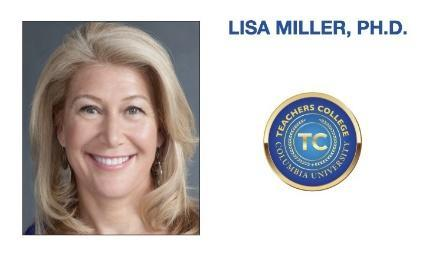 LISA MILLER, PH.D.
TEACHERS COLLEGE
TC
COLUMBIA UNIVERSITY